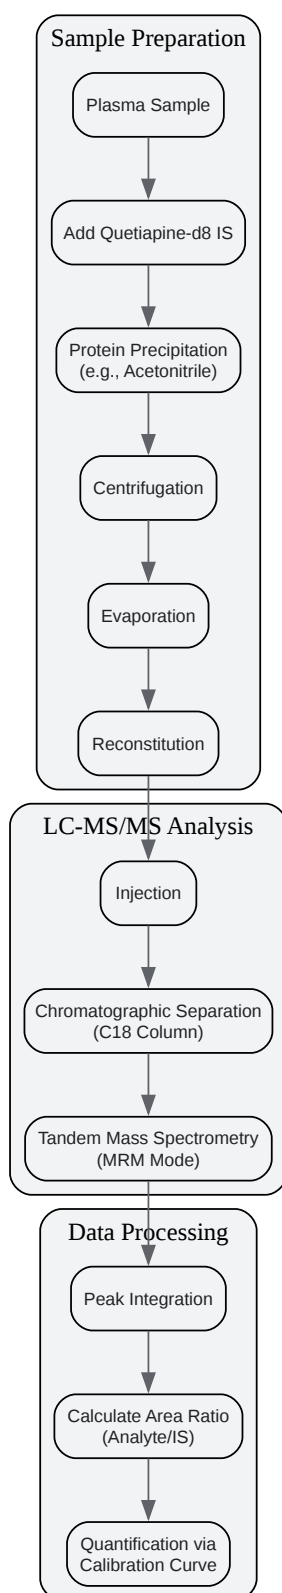 Sample Preparation
Plasma Sample
Add Quetiapine-d8 IS
Protein Precipitation
(e.g., Acetonitrile)
Centrifugation
Evaporation
Reconstitution
LC-MS/MS Analysis
Injection
Chromatographic Separation
(C18 Column)
Tandem Mass Spectrometry
(MRM Mode)
Data Processing
Peak Integration
Calculate Area Ratio
(Analyte/IS)
Quantification via
Calibration Curve